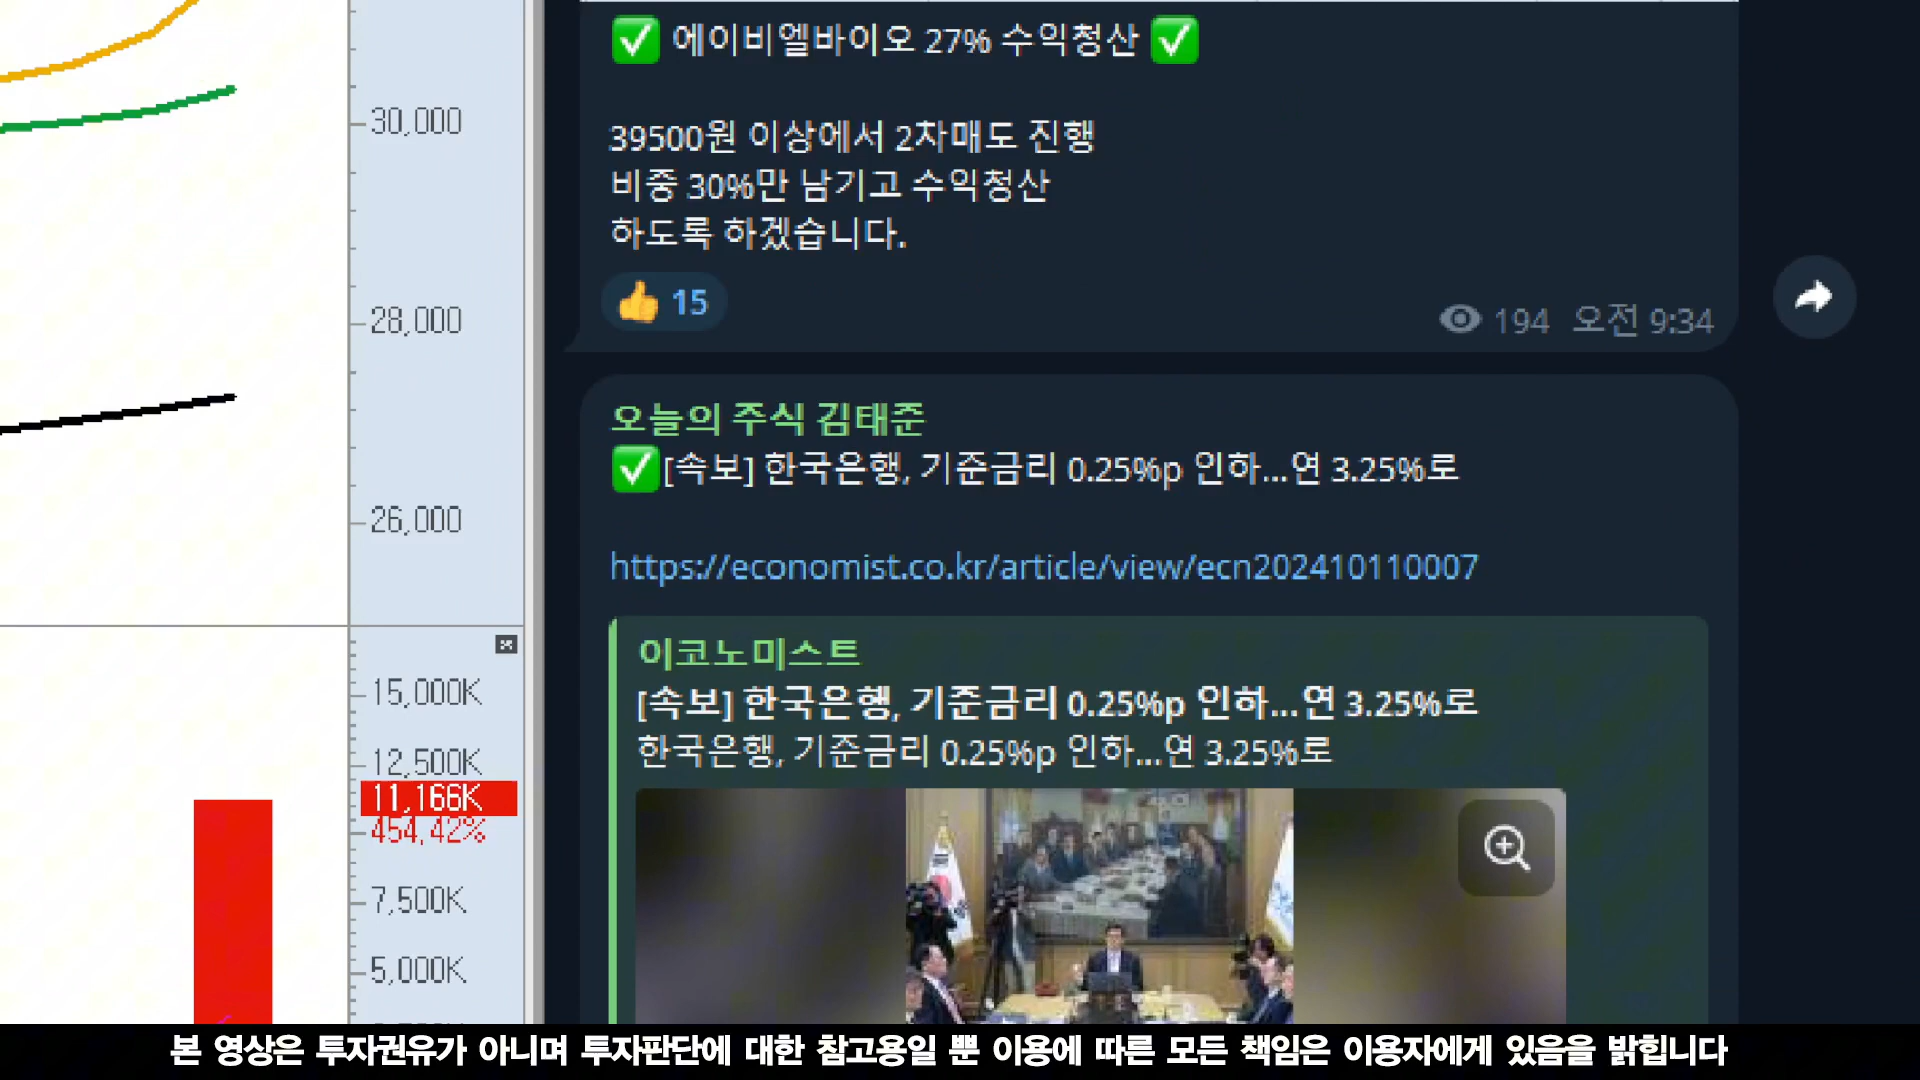 30,000
28,000
26,000
15,000K
12,500K
11,166K
454,42%
7,500K
5,000K
✅ 에이비엘바이오 27% 수익청산 ✅
39500원 이상에서 2차매도 진행
비중 30%만 남기고 수익청산
하도록 하겠습니다.
👍 15
194 오전 9:34
오늘의 주식 김태준
✅[속보] 한국은행, 기준금리 0.25%p 인하...연 3.25%로
https://economist.co.kr/article/view/ecn202410110007
이코노미스트
[속보] 한국은행, 기준금리 0.25%p 인하...연 3.25%로
한국은행, 기준금리 0.25%p 인하...연 3.25%로
본 영상은 투자권유가 아니며 투자판단에 대한 참고용일 뿐 이용에 따른 모든 책임은 이용자에게 있음을 밝힙니다